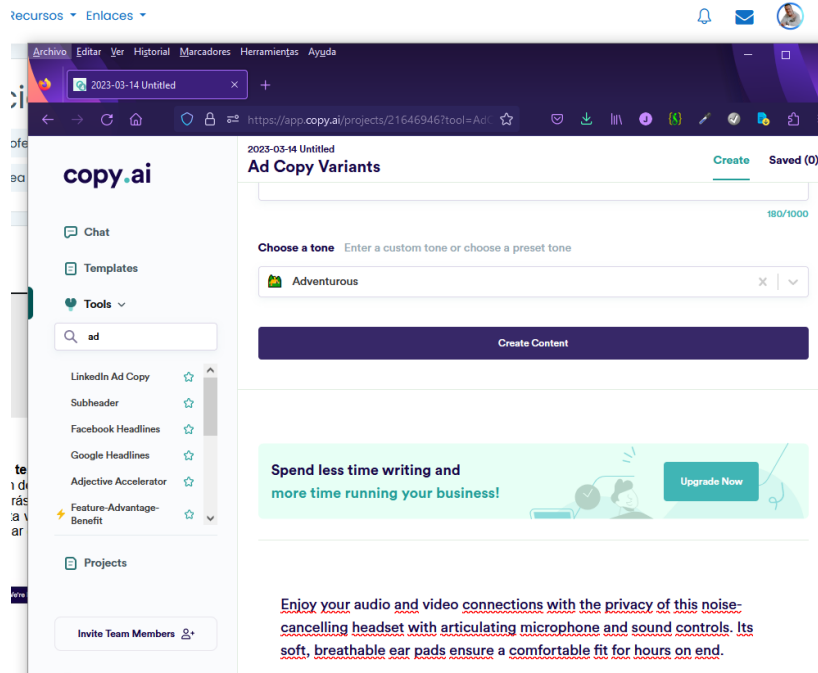 Recursos Enlaces
Archivo Editar Ver Historial Marcadores Herramientas Ayuda
2023-03-14 Untitled
https://app.copy.ai/projects/21646946?tool=Ad
copy.ai
2023-03-14 Untitled
Ad Copy Variants
Create Saved (0)
180/1000
Chat
Templates
Tools
ad
LinkedIn Ad Copy
Subheader
Facebook Headlines
Google Headlines
Adjective Accelerator
Feature-Advantage-
Benefit
Projects
Invite Team Members
Choose a tone Enter a custom tone or choose a preset tone
Adventurous
Create Content
Spend less time writing and
more time running your business!
Upgrade Now
Enjoy your audio and video connections with the privacy of this noise-
cancelling headset with articulating microphone and sound controls. Its
soft, breathable ear pads ensure a comfortable fit for hours on end.